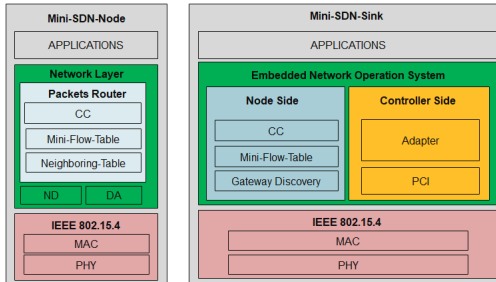 Mini-SDN-Node
APPLICATIONS
Network Layer
Packets Router
CC
Mini-Flow-Table
Neighboring-Table
ND
DA
IEEE 802.15.4
MAC
PHY
Mini-SDN-Sink
APPLICATIONS
Embedded Network Operation System
Node Side
CC
Mini-Flow-Table
Gateway Discovery
Controller Side
Adapter
PCI
IEEE 802.15.4
MAC
PHY